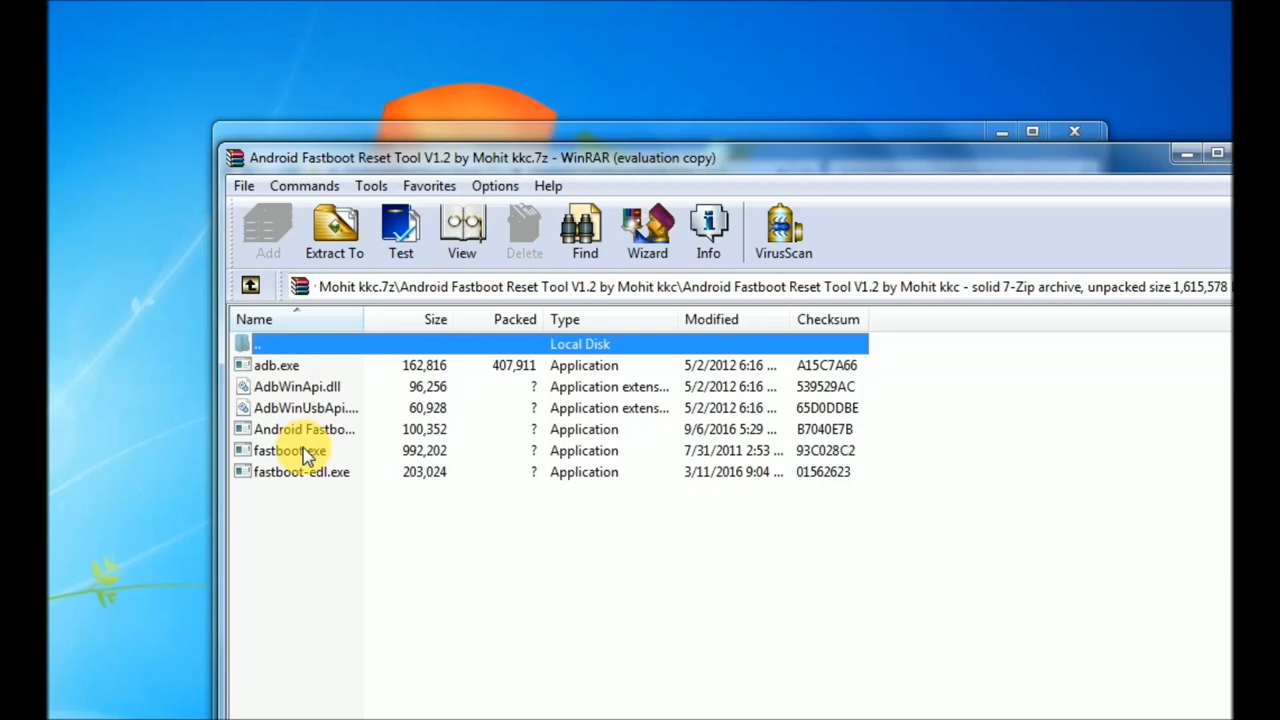 Android Fastboot Reset Tool V1.2 by Mohit kkc.7z - WinRAR (evaluation copy)
File Commands Tools Favorites Options Help
Add Extract To Test View Delete Find Wizard Info VirusScan
Mohit kkc.7z\Android Fastboot Reset Tool V1.2 by Mohit kkc\Android Fastboot Reset Tool V1.2 by Mohit kkc - solid 7-Zip archive, unpacked size 1,615,578
Name Size Packed Type Modified Checksum
.. Local Disk
adb.exe 162,816 407,911 Application 5/2/2012 6:16 ... A15C7A66
AdbWinApi.dll 96,256 ? Application extens... 5/2/2012 6:16 ... 539529AC
AdbWinUsbApi.... 60,928 ? Application extens... 5/2/2012 6:16 ... 65D0DDBE
Android Fastbo... 100,352 ? Application 9/6/2016 5:29 ... B7040E7B
fastboot.exe 992,202 ? Application 7/31/2011 2:53 ... 93C028C2
fastboot-edl.exe 203,024 ? Application 3/11/2016 9:04 ... 01562623